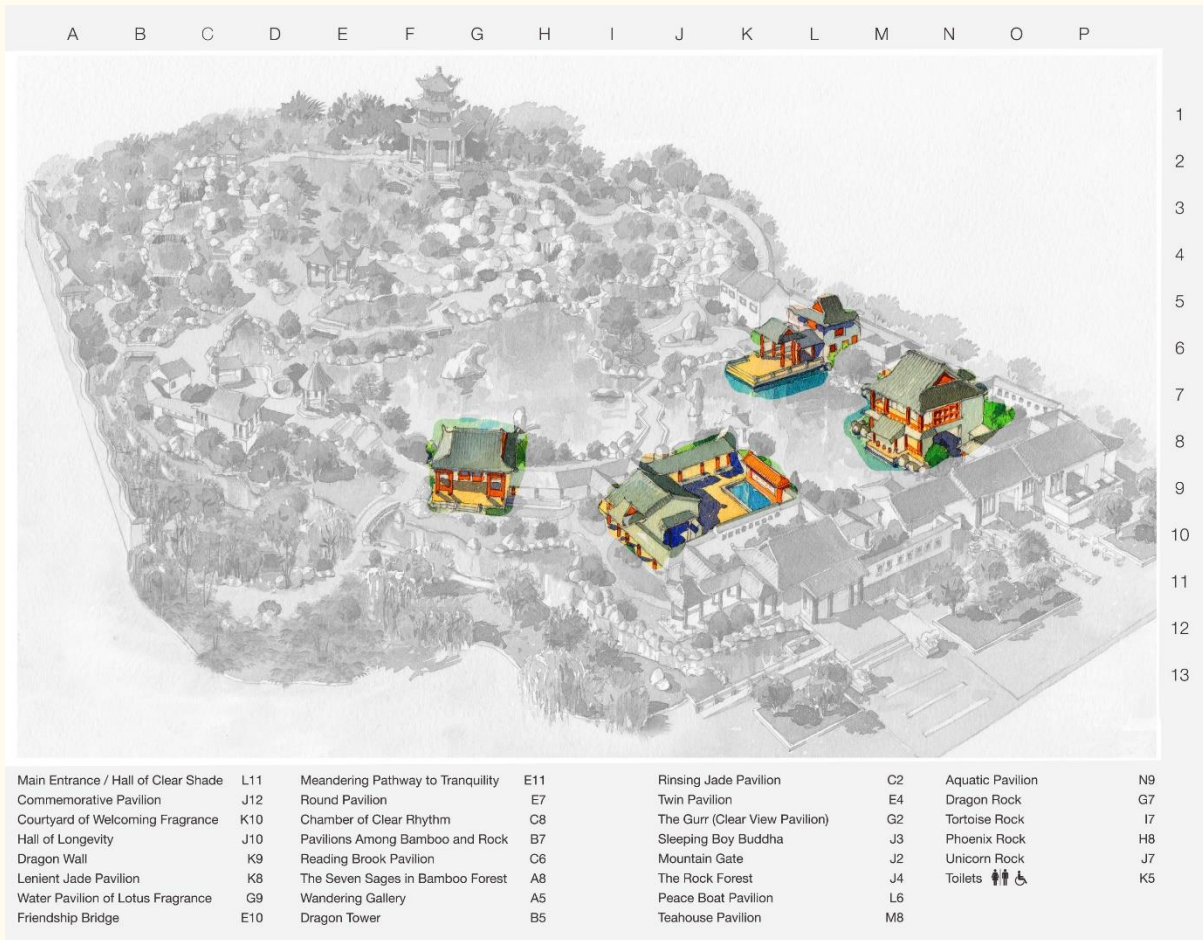 A B C D E F G H I J K L M N O P
1
2
3
4
5
6
7
8
9
10
11
12
13
Main Entrance / Hall of Clear Shade L11
Commemorative Pavilion J12
Courtyard of Welcoming Fragrance K10
Hall of Longevity J10
Dragon Wall K9
Lenient Jade Pavilion K8
Water Pavilion of Lotus Fragrance G9
Friendship Bridge E10
Meandering Pathway to Tranquility E11
Round Pavilion E7
Chamber of Clear Rhythm C8
Pavilions Among Bamboo and Rock B7
Reading Brook Pavilion C6
The Seven Sages in Bamboo Forest A8
Wandering Gallery A5
Dragon Tower B5
Rinsing Jade Pavilion C2
Twin Pavilion E4
The Gurr (Clear View Pavilion) G2
Sleeping Boy Buddha J3
Mountain Gate J2
The Rock Forest J4
Peace Boat Pavilion L6
Teahouse Pavilion M8
Aquatic Pavilion N9
Dragon Rock G7
Tortoise Rock I7
Phoenix Rock H8
Unicorn Rock J7
Toilets K5